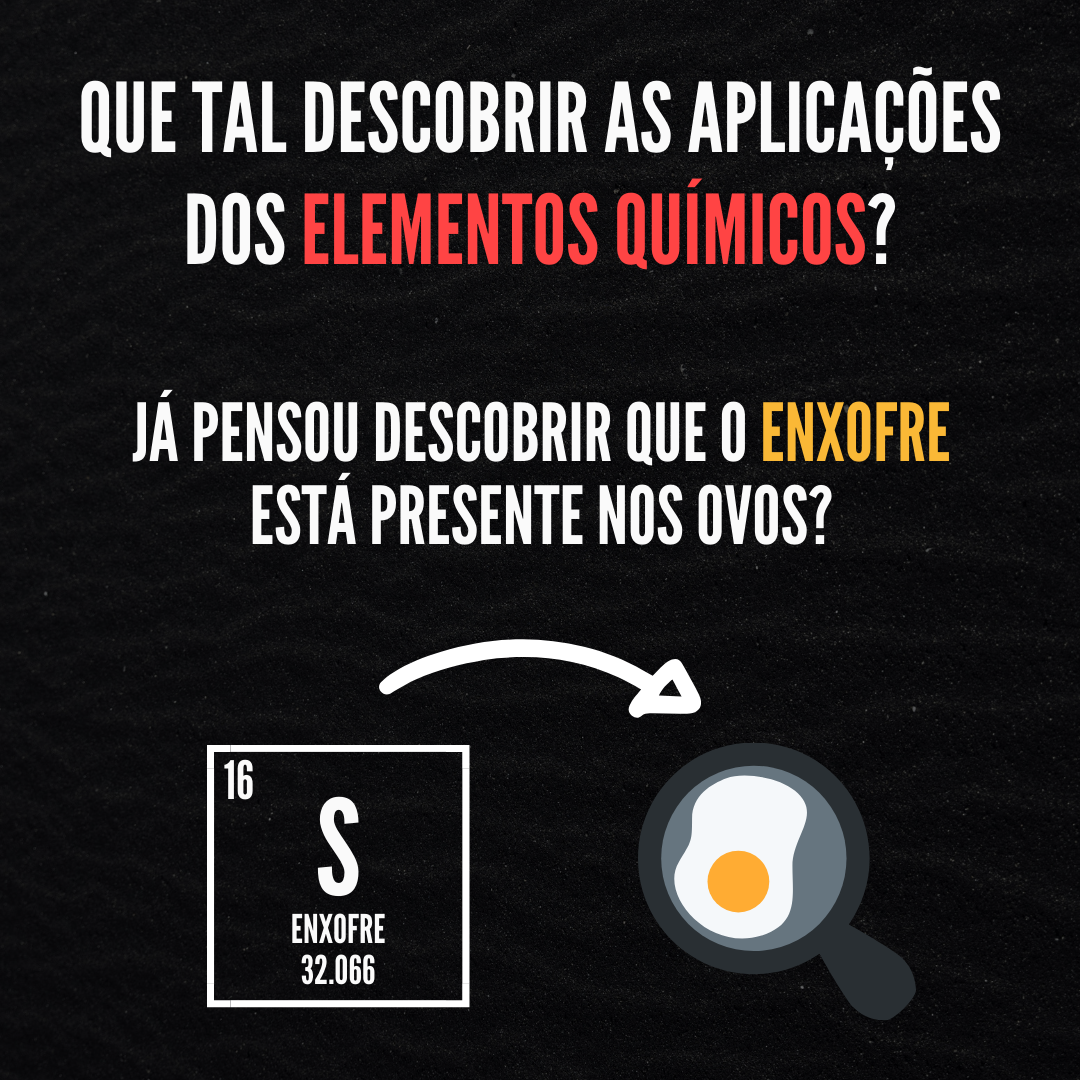 QUE TAL DESCOBRIR AS APLICAÇÕES
DOS ELEMENTOS QUÍMICOS?
JÁ PENSOU DESCOBRIR QUE O ENXOFRE
ESTÁ PRESENTE NOS OVOS?
16
S
ENXOFRE
32.066